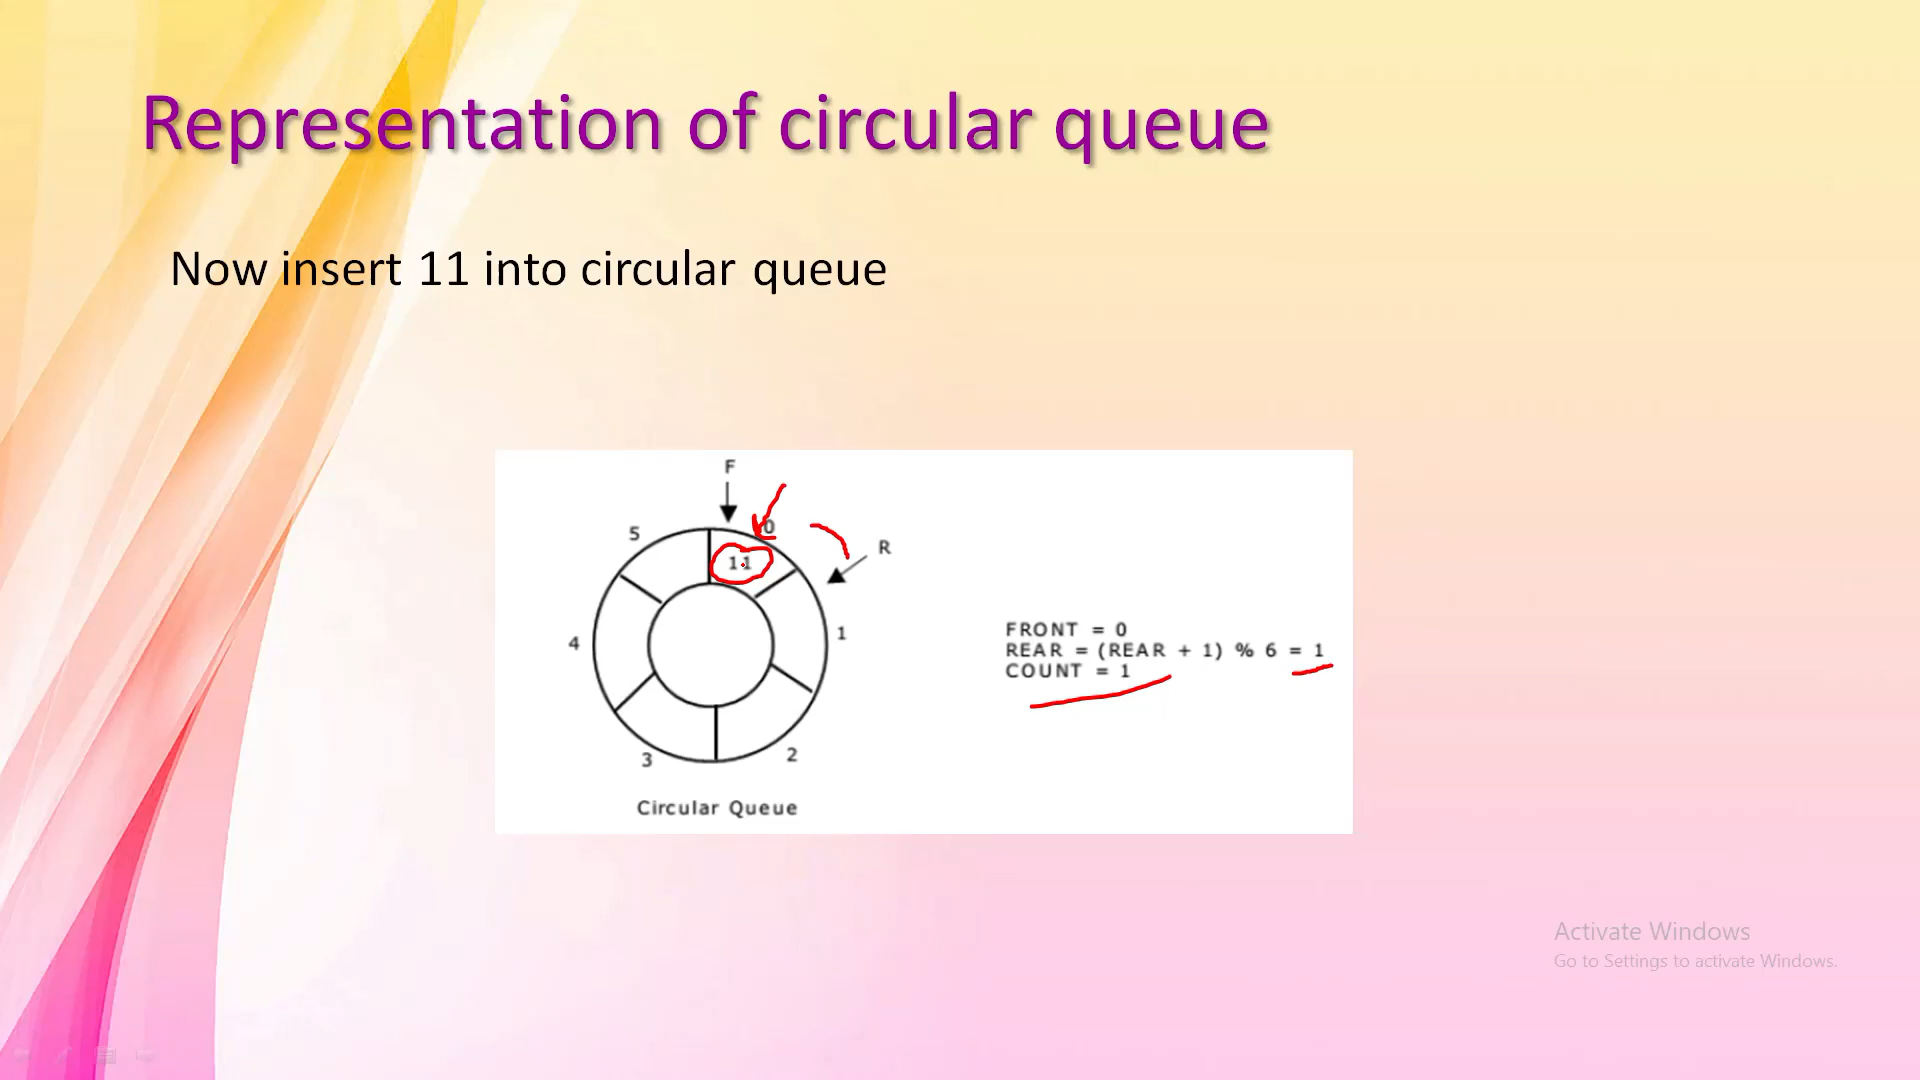 Representation of circular queue
Now insert 11 into circular queue
F
5
0
11
R
4
1
FRONT = 0
REAR = (REAR + 1) % 6 = 1
COUNT = 1
3
2
Circular Queue
Activate Windows
Go to Settings to activate Windows.